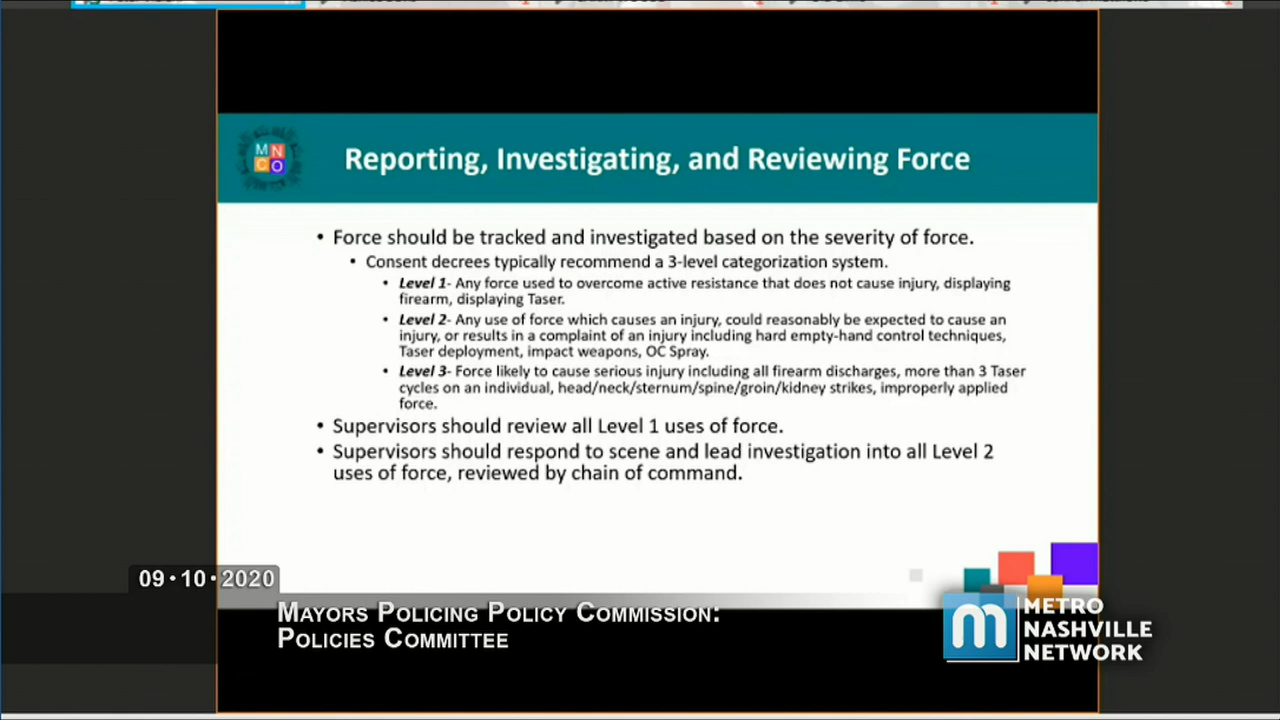 Reporting, Investigating, and Reviewing Force
MN
CO
• Force should be tracked and investigated based on the severity of force.
• Consent decrees typically recommend a 3-level categorization system.
• Level 1- Any force used to overcome active resistance that does not cause injury, displaying
firearm, displaying Taser.
• Level 2- Any use of force which causes an injury, could reasonably be expected to cause an
injury, or results in a complaint of an injury including hard empty-hand control techniques,
Taser deployment, impact weapons, OC Spray.
• Level 3- Force likely to cause serious injury including all firearm discharges, more than 3 Taser
cycles on an individual, head/neck/sternum/spine/groin/kidney strikes, improperly applied
force.
• Supervisors should review all Level 1 uses of force.
• Supervisors should respond to scene and lead investigation into all Level 2
uses of force, reviewed by chain of command.
09•10•2020
Mayors Policing Policy Commission:
Policies Committee
m
METRO
NASHVILLE
NETWORK